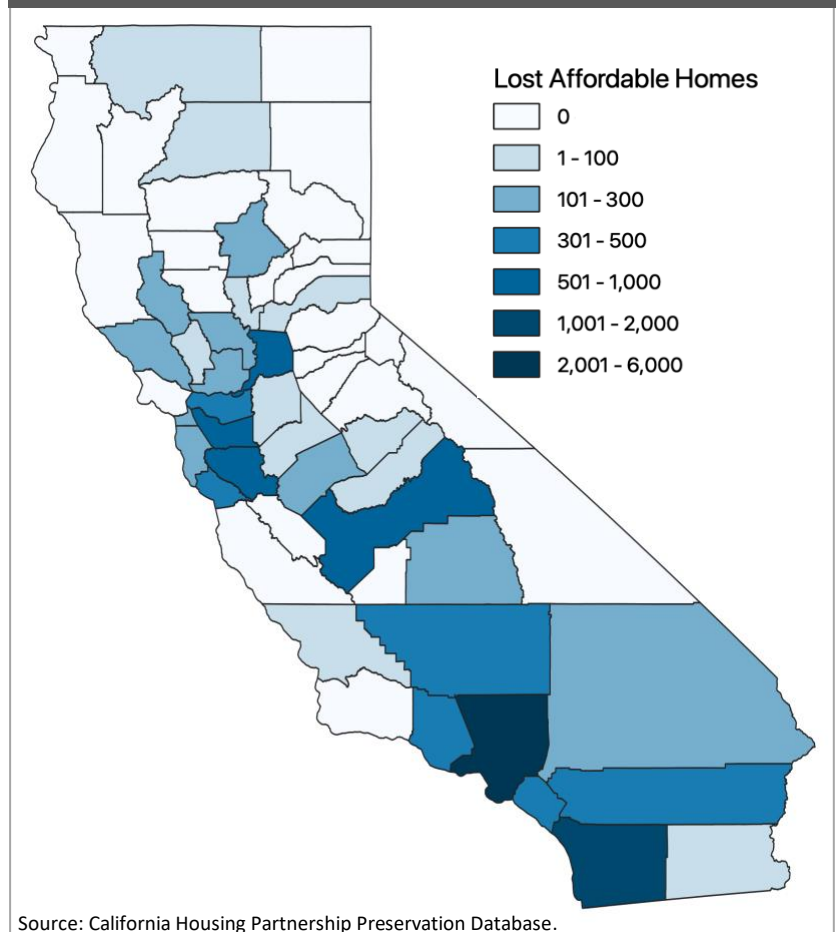 Lost Affordable Homes
0
1 - 100
101 - 300
301 - 500
501 - 1,000
1,001 - 2,000
2,001 - 6,000
Source: California Housing Partnership Preservation Database.